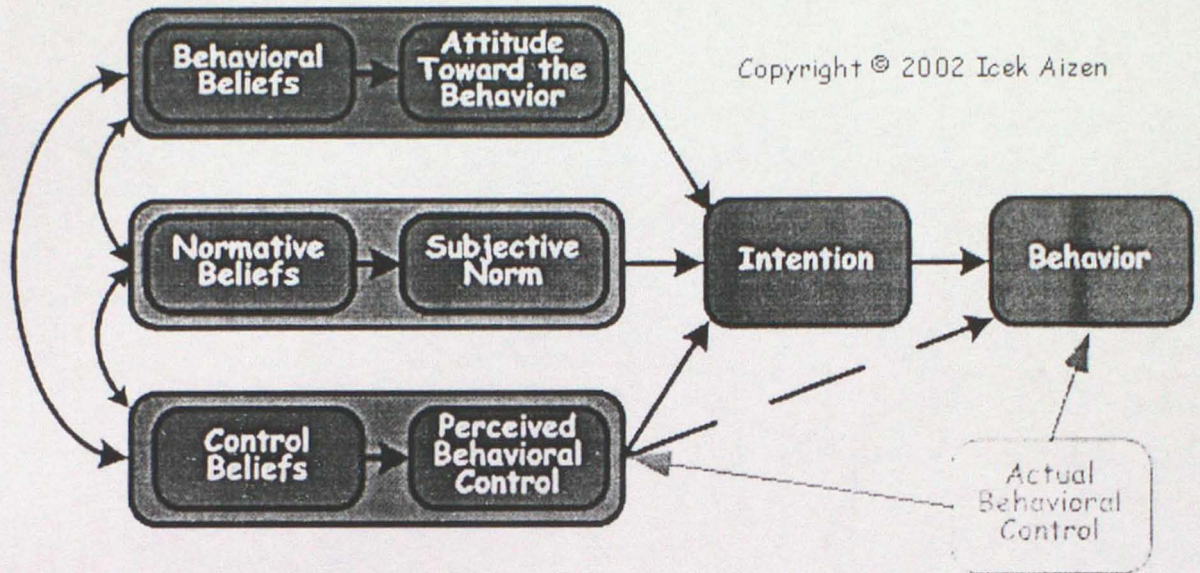 Behavioral
Beliefs
Attitude
Toward the
Behavior
Copyright © 2002 Icek Aizen
Normative
Beliefs
Subjective
Norm
Intention
Behavior
Control
Beliefs
Perceived
Behavioral
Control
Actual
Behavioral
Control